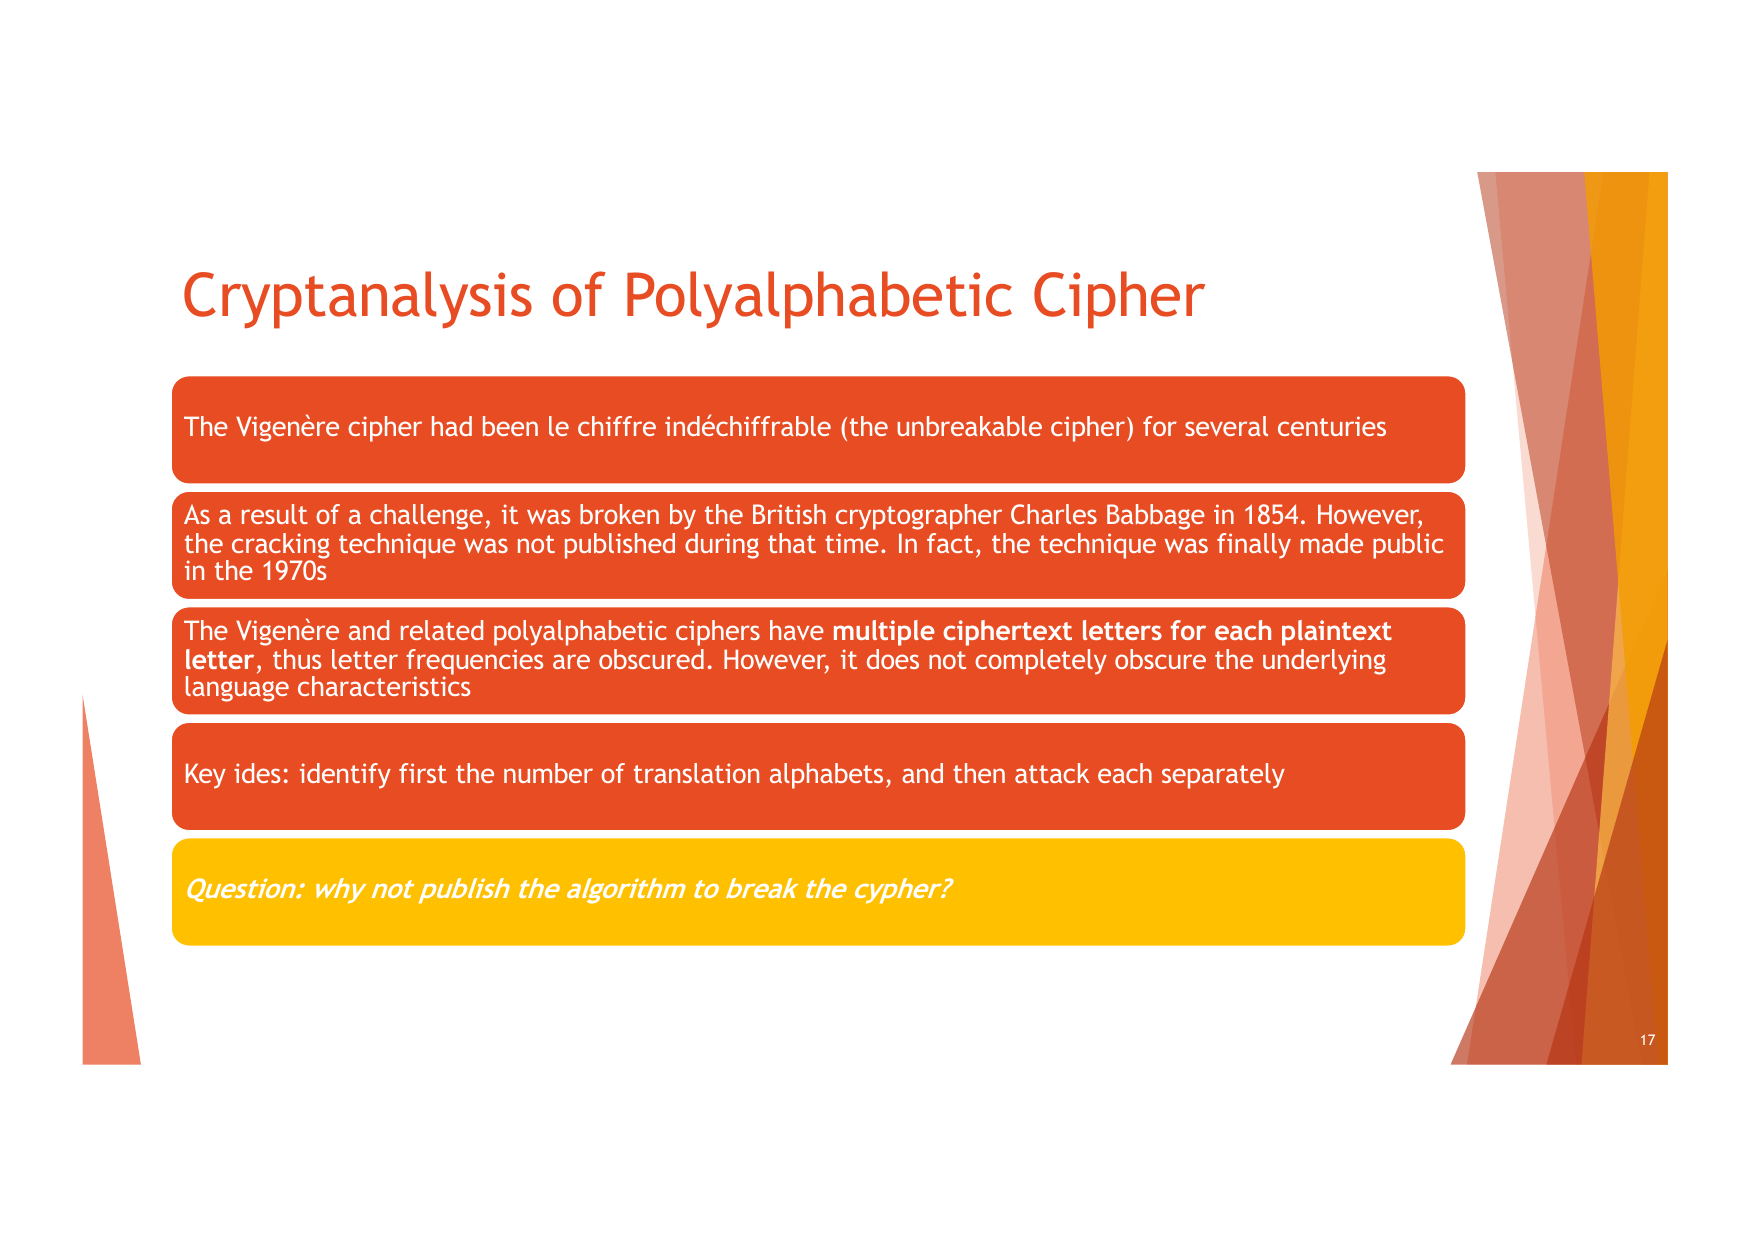 Cryptanalysis of Polyalphabetic Cipher
The Vigenère cipher had been le chiffre indéchiffrable (the unbreakable cipher) for several centuries
As a result of a challenge, it was broken by the British cryptographer Charles Babbage in 1854. However,
the cracking technique was not published during that time. In fact, the technique was finally made public
in the 1970s
The Vigenère and related polyalphabetic ciphers have multiple ciphertext letters for each plaintext
letter, thus letter frequencies are obscured. However, it does not completely obscure the underlying
language characteristics
Key ides: identify first the number of translation alphabets, and then attack each separately
Question: why not publish the algorithm to break the cypher?
17